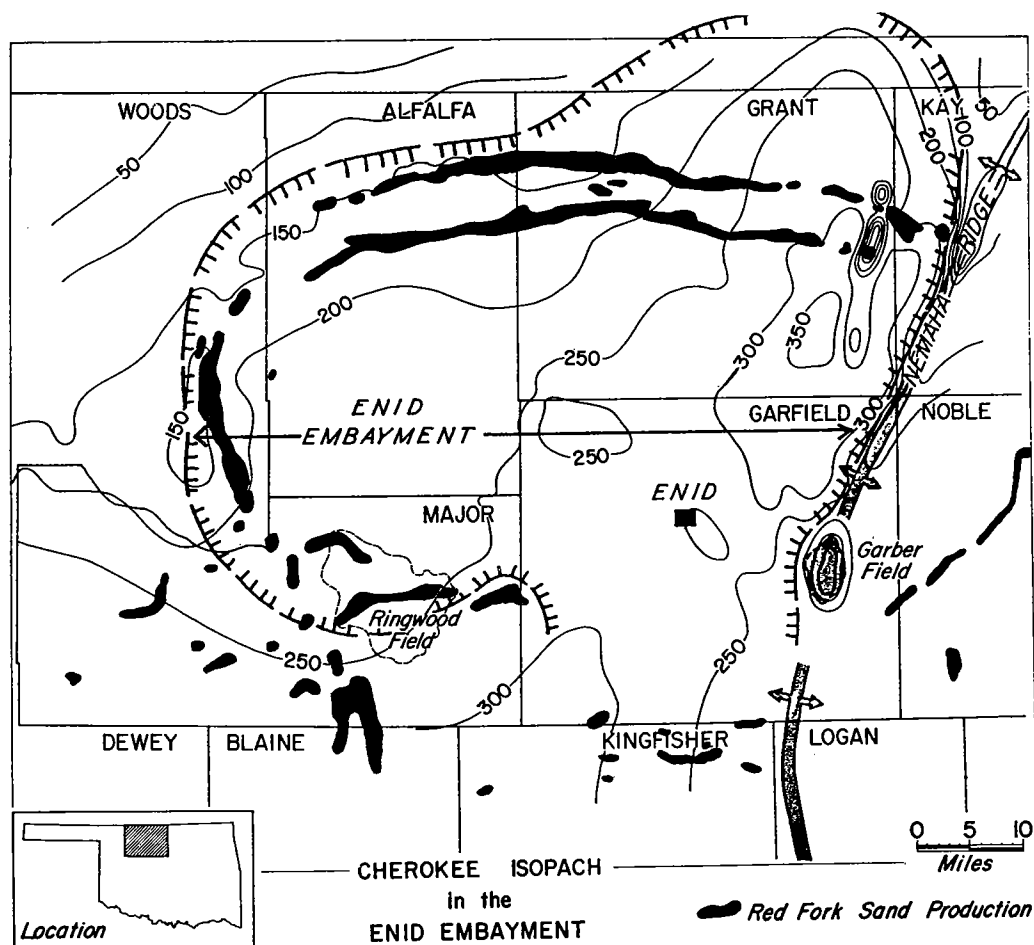 WOODS
ALFALFA
GRANT
KAY
50
50
100
100
200
150
RIDGE
NEMAHA
200
350
300
250
150
ENID
EMBAYMENT
GARFIELD
300
NOBLE
250
ENID
MAJOR
Garber
Field
Ringwood
Field
250
250
300
DEWEY
BLAINE
KINGFISHER
LOGAN
0 5 10
Miles
CHEROKEE ISOPACH
in the
ENID EMBAYMENT
Red Fork Sand Production
Location